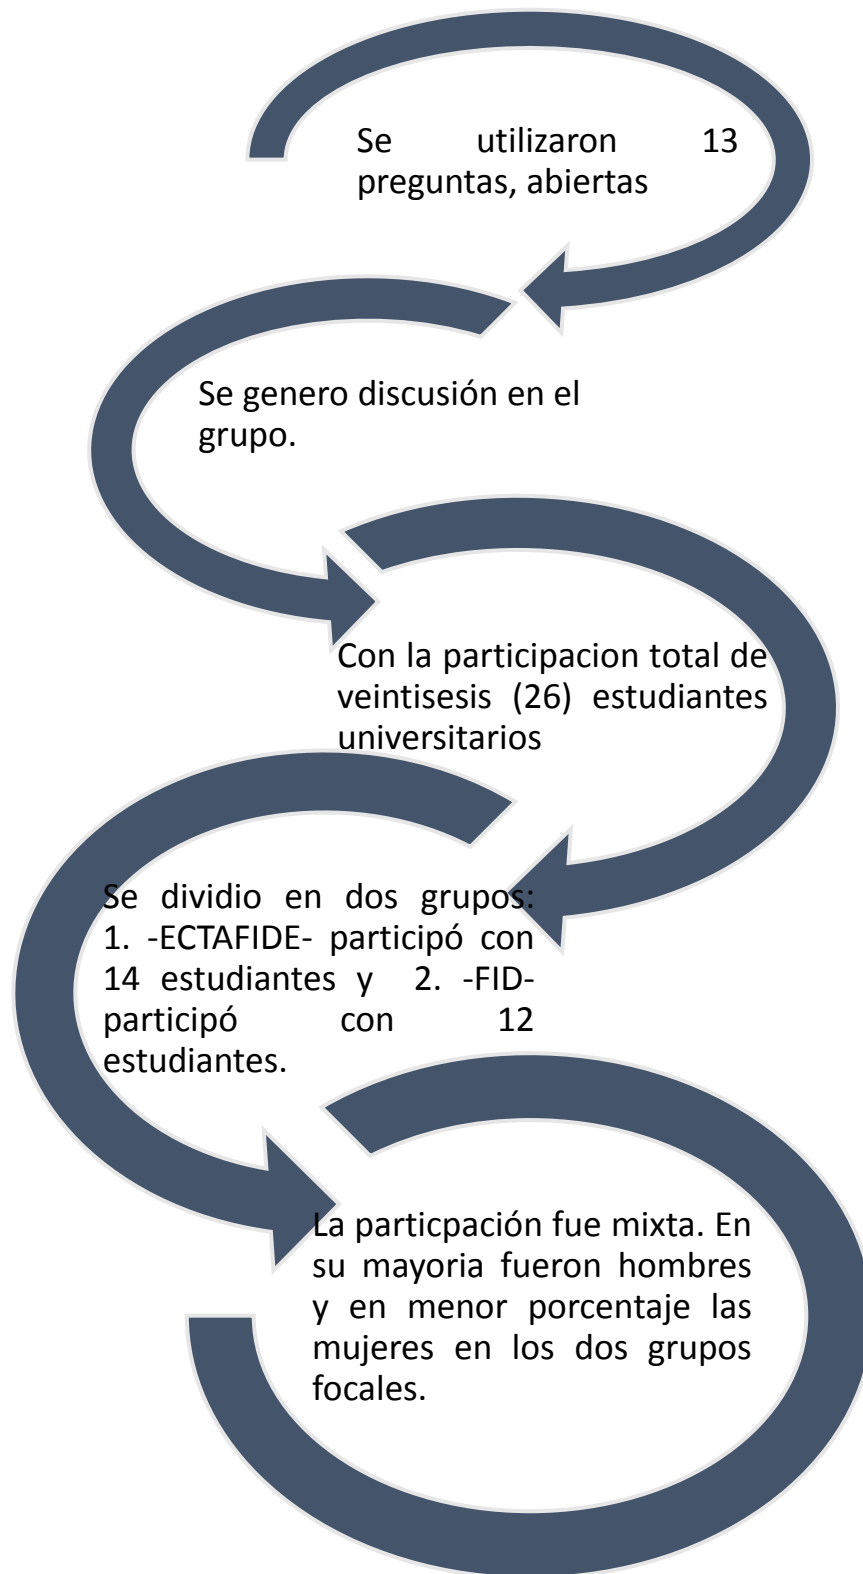 Se utilizaron 13
preguntas, abiertas
Se genero discusión en el
grupo.
Con la participacion total de
veintisesis (26) estudiantes
universitarios
Se dividio en dos grupos:
1. -ECTAFIDE- participó con
14 estudiantes y 2. -FID-
participó con 12
estudiantes.
La particpación fue mixta. En
su mayoria fueron hombres
y en menor porcentaje las
mujeres en los dos grupos
focales.